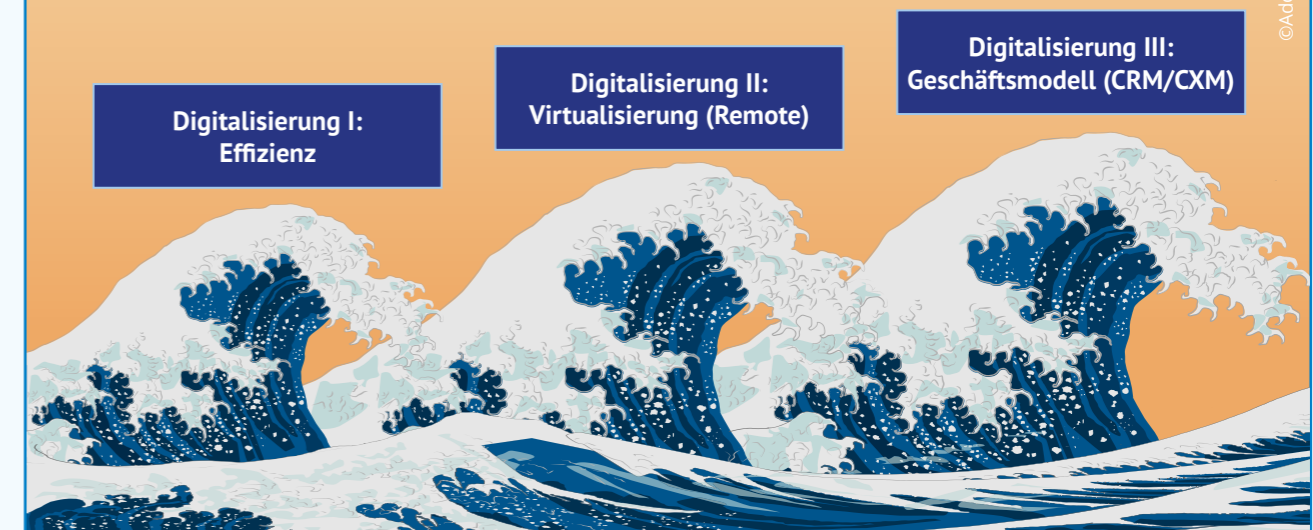 Digitalisierung I:
Effizienz
Digitalisierung II:
Virtualisierung (Remote)
Digitalisierung III:
Geschäftsmodell (CRM/CXM)